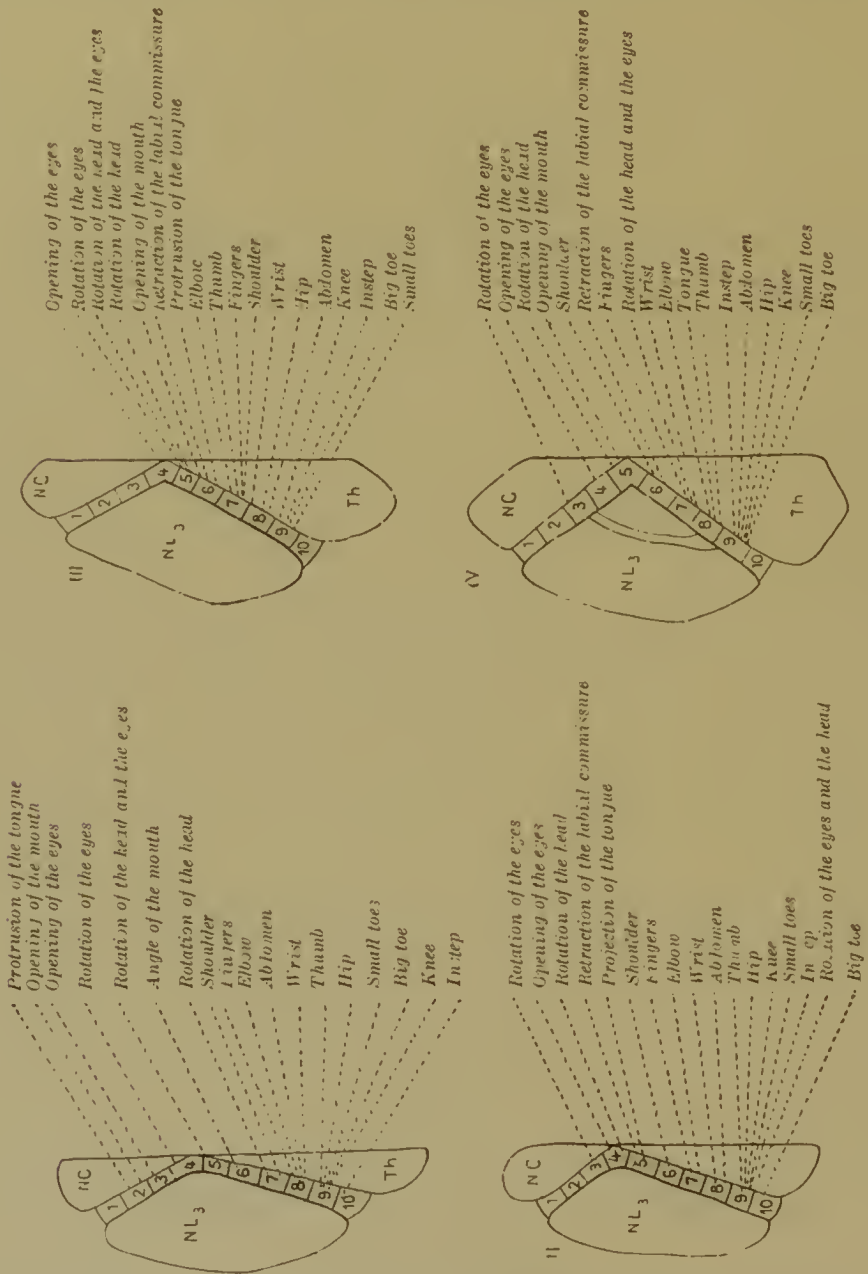 Protrusion of the tongue
Opening of the mouth
Opening of the eyes
Rotation of the eyes
Rotation of the head and the eyes
Angle of the mouth
Rotation of the head
Shoulder
Fingers
Elbow
Abdomen
Wrist
Thumb
Hip
Small toes
Big toe
Knee
Instep
NC
1
2
3
4
5
6
7
8
9
10
NL3
Th
II
Rotation of the eyes
Opening of the eyes
Rotation of the head
Retraction of the labial commissure
Projection of the tongue
Shoulder
Fingers
Elbow
Wrist
Abdomen
Thumb
Hip
Knee
Small toes
Rotation of the eyes and the head
Big toe
NC
1
2
3
4
5
6
7
8
9
10
NL3
Th
III
Opening of the eyes
Rotation of the eyes
Rotation of the head and the eyes
Rotation of the head
Opening of the mouth
Retraction of the labial commissure
Protrusion of the tongue
Elbow
Thumb
Fingers
Shoulder
Wrist
Hip
Abdomen
Knee
Instep
Big toe
Small toes
NC
1
2
3
4
5
6
7
8
9
10
NL3
Th
IV
Rotation of the eyes
Opening of the eyes
Rotation of the head
Opening of the mouth
Shoulder
Retraction of the labial commissure
Fingers
Rotation of the head and the eyes
Wrist
Elbow
Tongue
Thumb
Instep
Abdomen
Hip
Knee
Small toes
Big toe
NC
1
2
3
4
5
6
7
8
9
10
NL3
Th